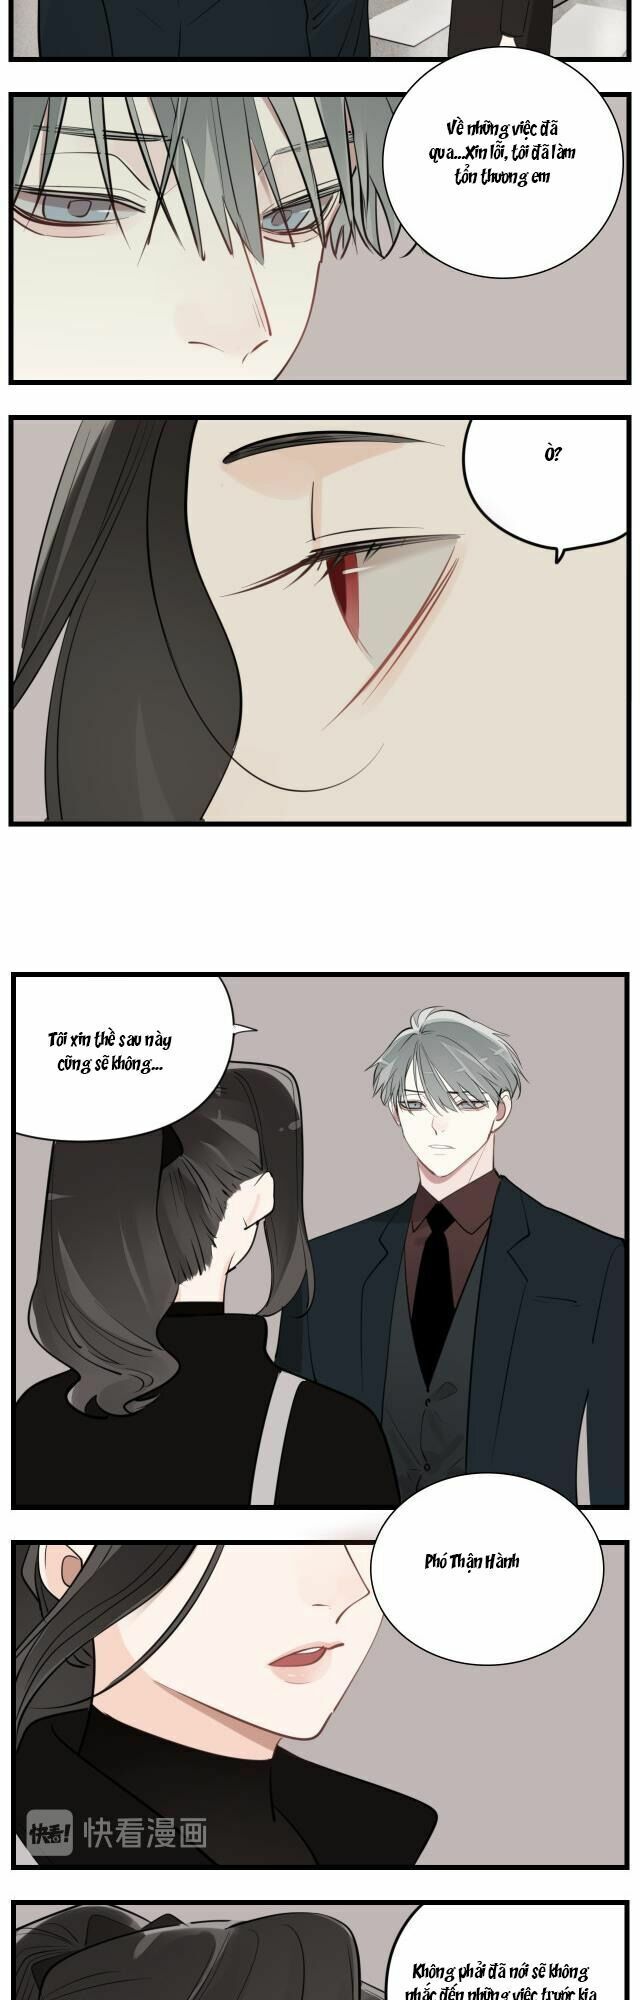 Về những việc đã
qua...Xin lỗi, tôi đã làm
tổn thương em
Ò?
Tôi xin thề sau này
cũng sẽ không...
Phó Thận Hành
快看! 快看漫画
Không phải đã nói sẽ không
nhắc đến những việc trước kia